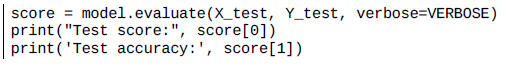 score = model.evaluate(X_test, Y_test, verbose=VERBOSE)
print("Test score:", score[0])
print('Test accuracy:', score[1])